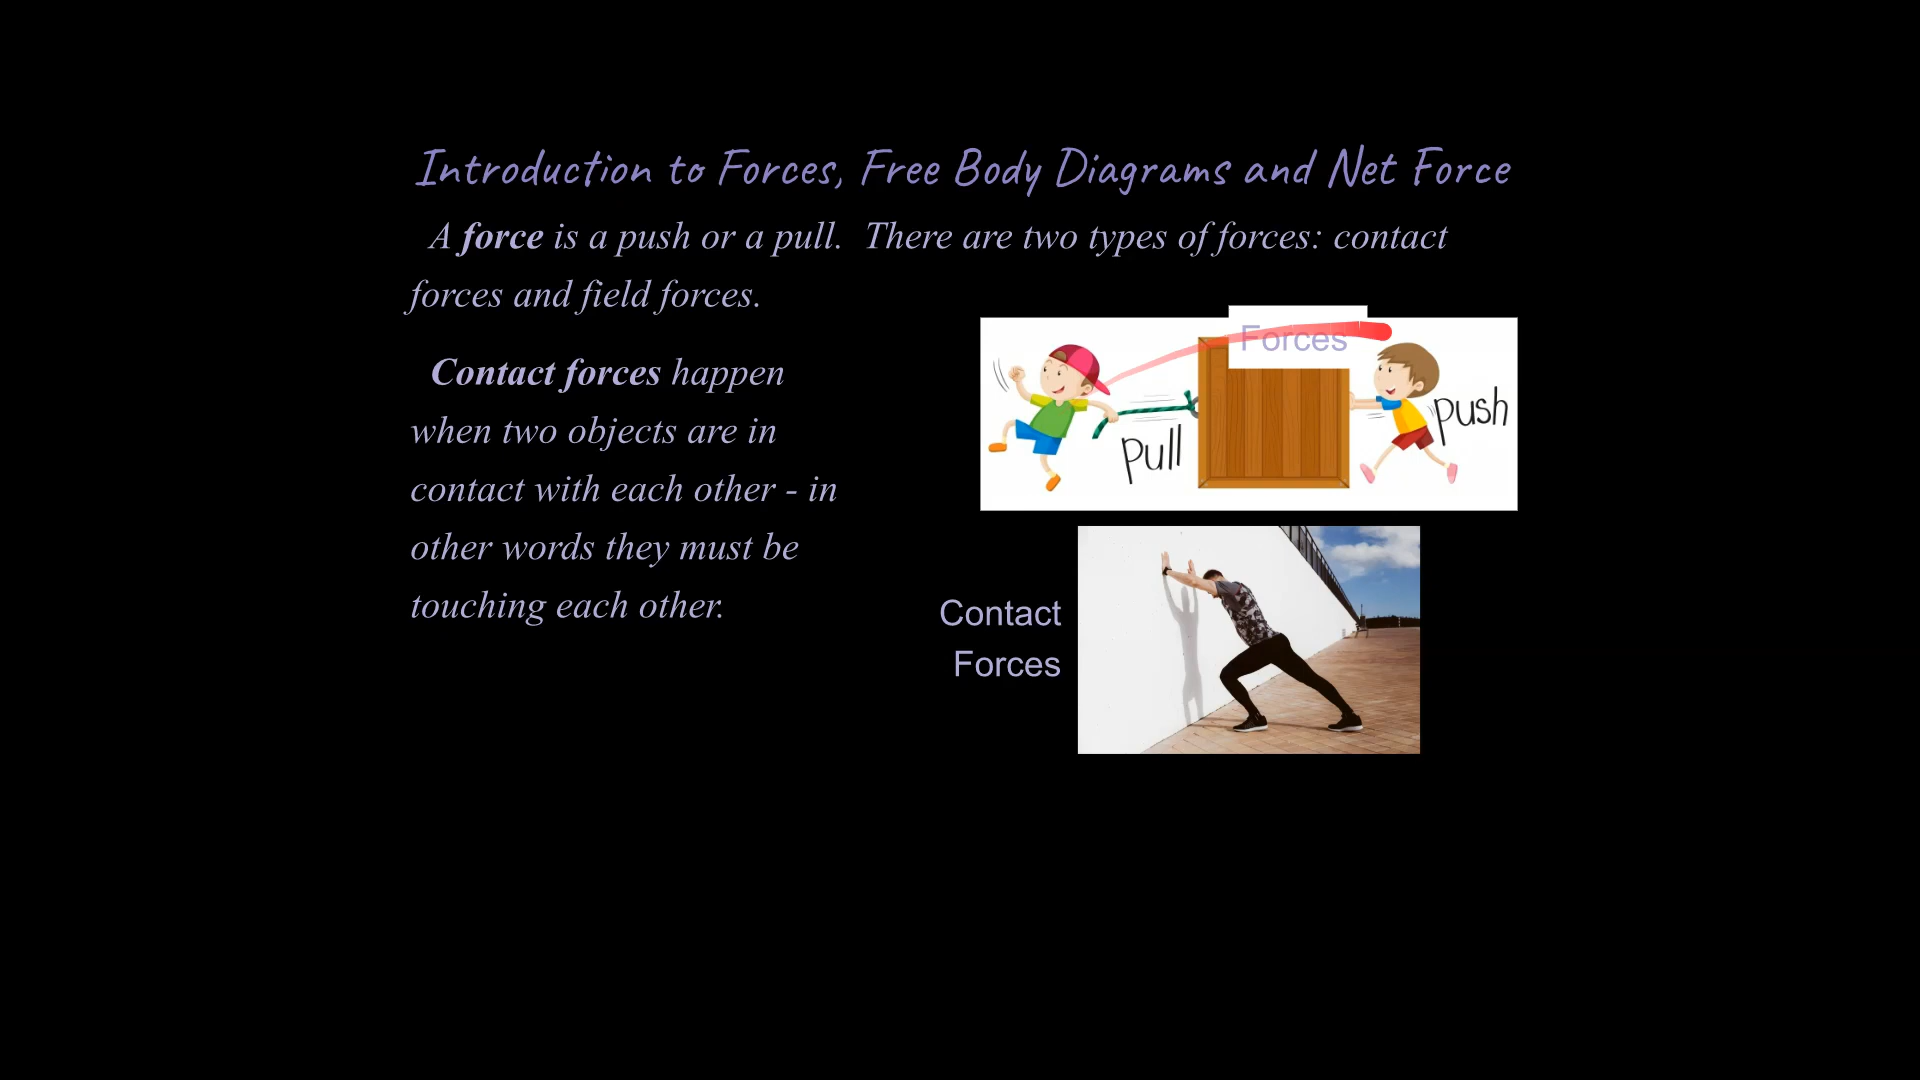 Introduction to Forces, Free Body Diagrams and Net Force
A force is a push or a pull. There are two types of forces: contact
forces and field forces.
Contact forces happen
when two objects are in
contact with each other - in
other words they must be
touching each other.
Forces
pull
push
Contact
Forces